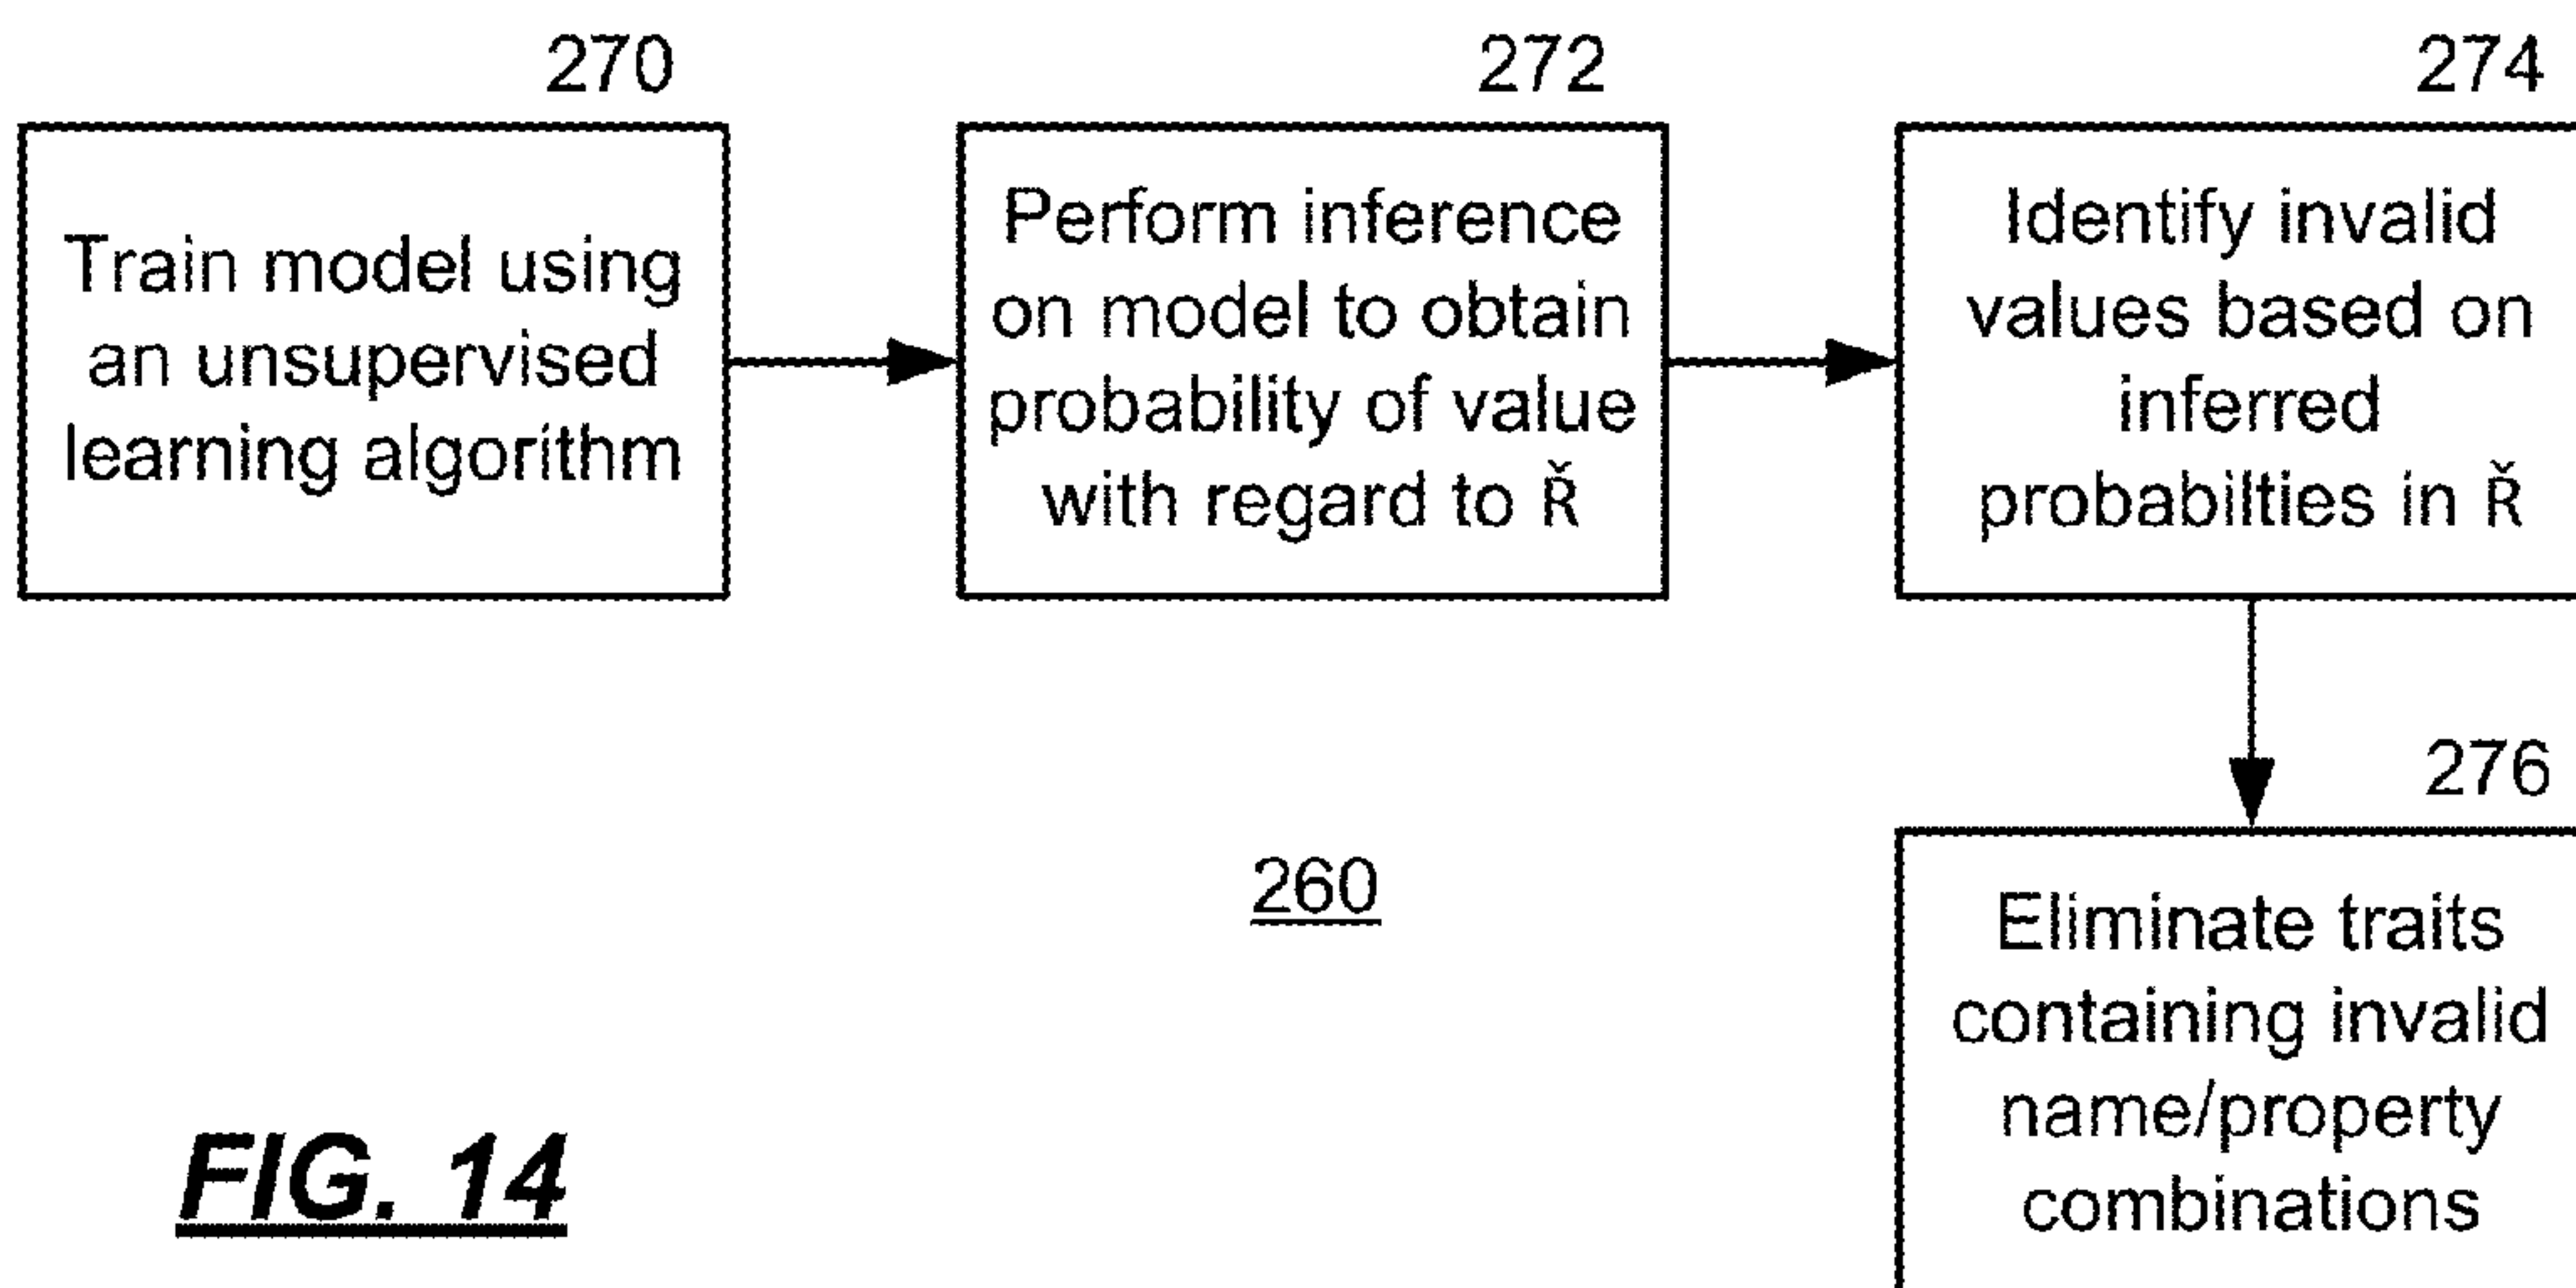 270
Train model using
an unsupervised
learning algorithm
272
Perform inference
on model to obtain
probability of value
with regard to Ř
274
Identify invalid
values based on
inferred
probabilties in Ř
276
Eliminate traits
containing invalid
name/property
combinations
260
FIG. 14